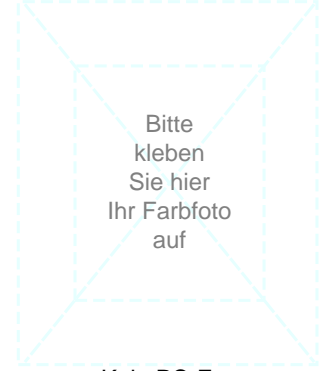 Bitte
kleben
Sie hier
Ihr Farbfoto
auf